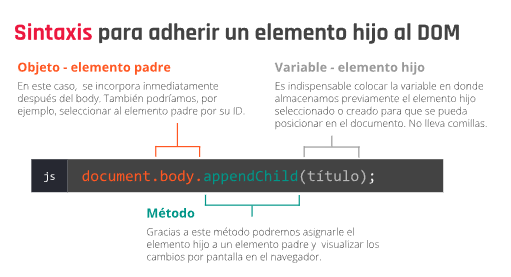 Sintaxis para adherir un elemento hijo al DOM
Objeto - elemento padre
En este caso, se incorpora inmediatamente
después del body. También podríamos, por
ejemplo, seleccionar al elemento padre por su ID.
Variable - elemento hijo
Es indispensable colocar la variable en donde
almacenamos previamente el elemento hijo
seleccionado o creado para que se pueda
posicionar en el documento. No lleva comillas.
js
document.body.appendChild(título);
Método
Gracias a este método podremos asignarle el
elemento hijo a un elemento padre y visualizar los
cambios por pantalla en el navegador.